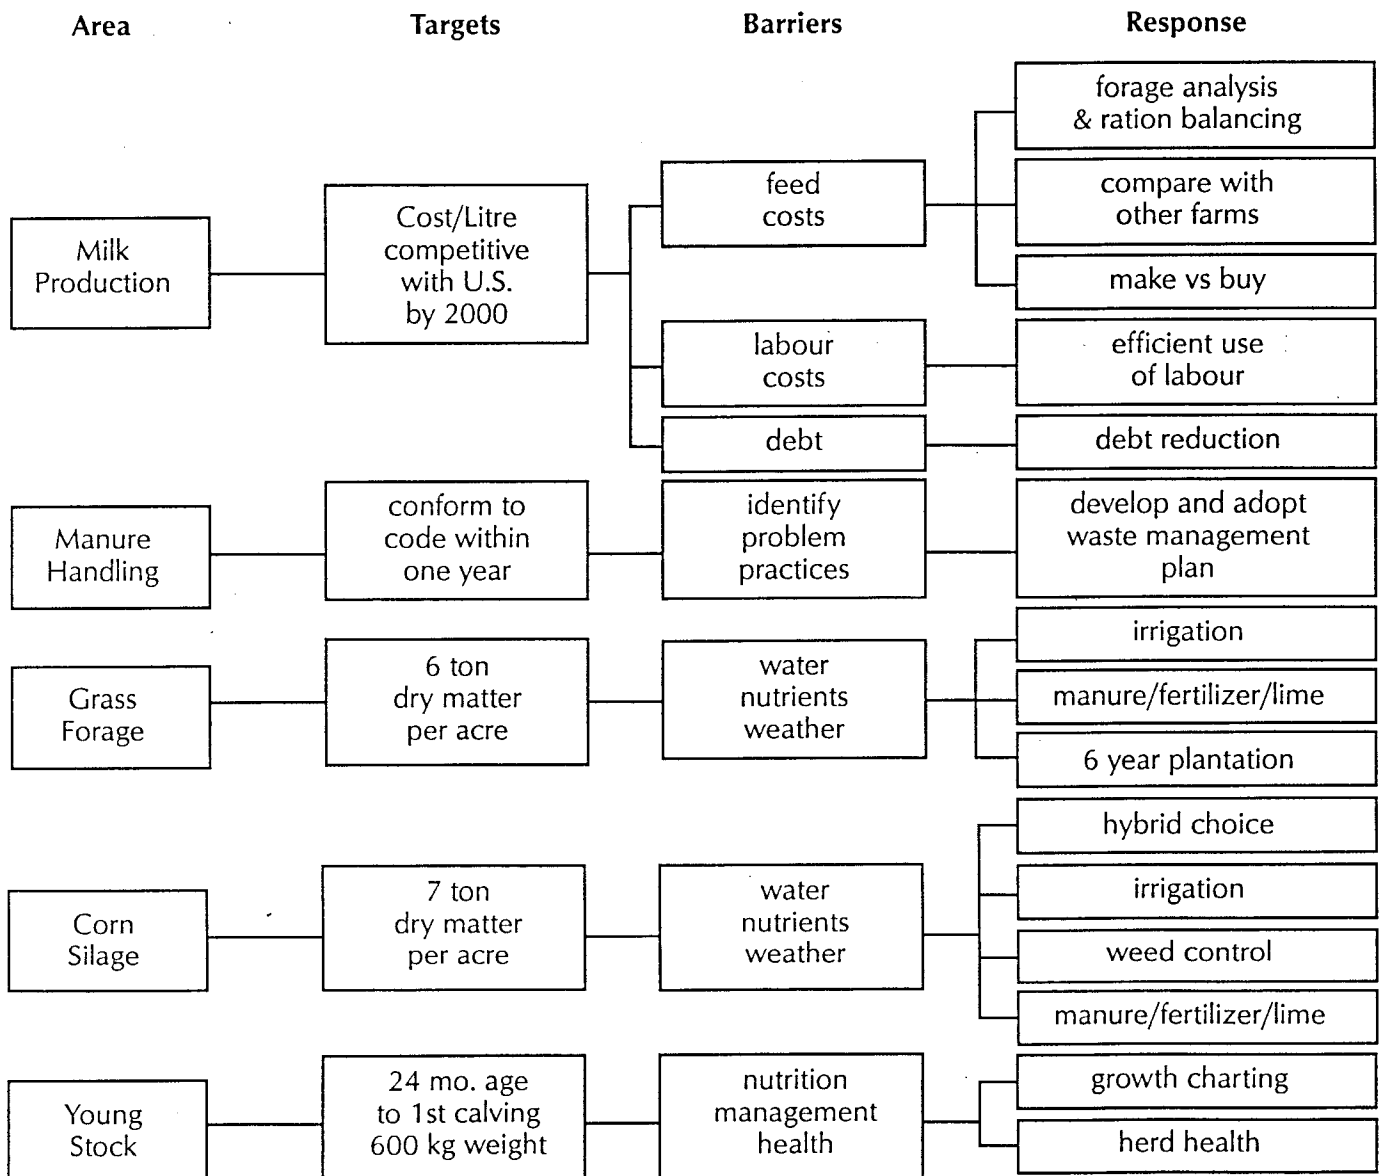 Area Targets Barriers Response
Milk
Production
Cost/Litre
competitive
with U.S.
by 2000
feed
costs
forage analysis
& ration balancing
compare with
other farms
make vs buy
labour
costs
efficient use
of labour
debt
debt reduction
Manure
Handling
conform to
code within
one year
identify
problem
practices
develop and adopt
waste management
plan
Grass
Forage
6 ton
dry matter
per acre
water
nutrients
weather
irrigation
manure/fertilizer/lime
6 year plantation
Corn
Silage
7 ton
dry matter
per acre
water
nutrients
weather
hybrid choice
irrigation
weed control
manure/fertilizer/lime
Young
Stock
24 mo. age
to 1st calving
600 kg weight
nutrition
management
health
growth charting
herd health